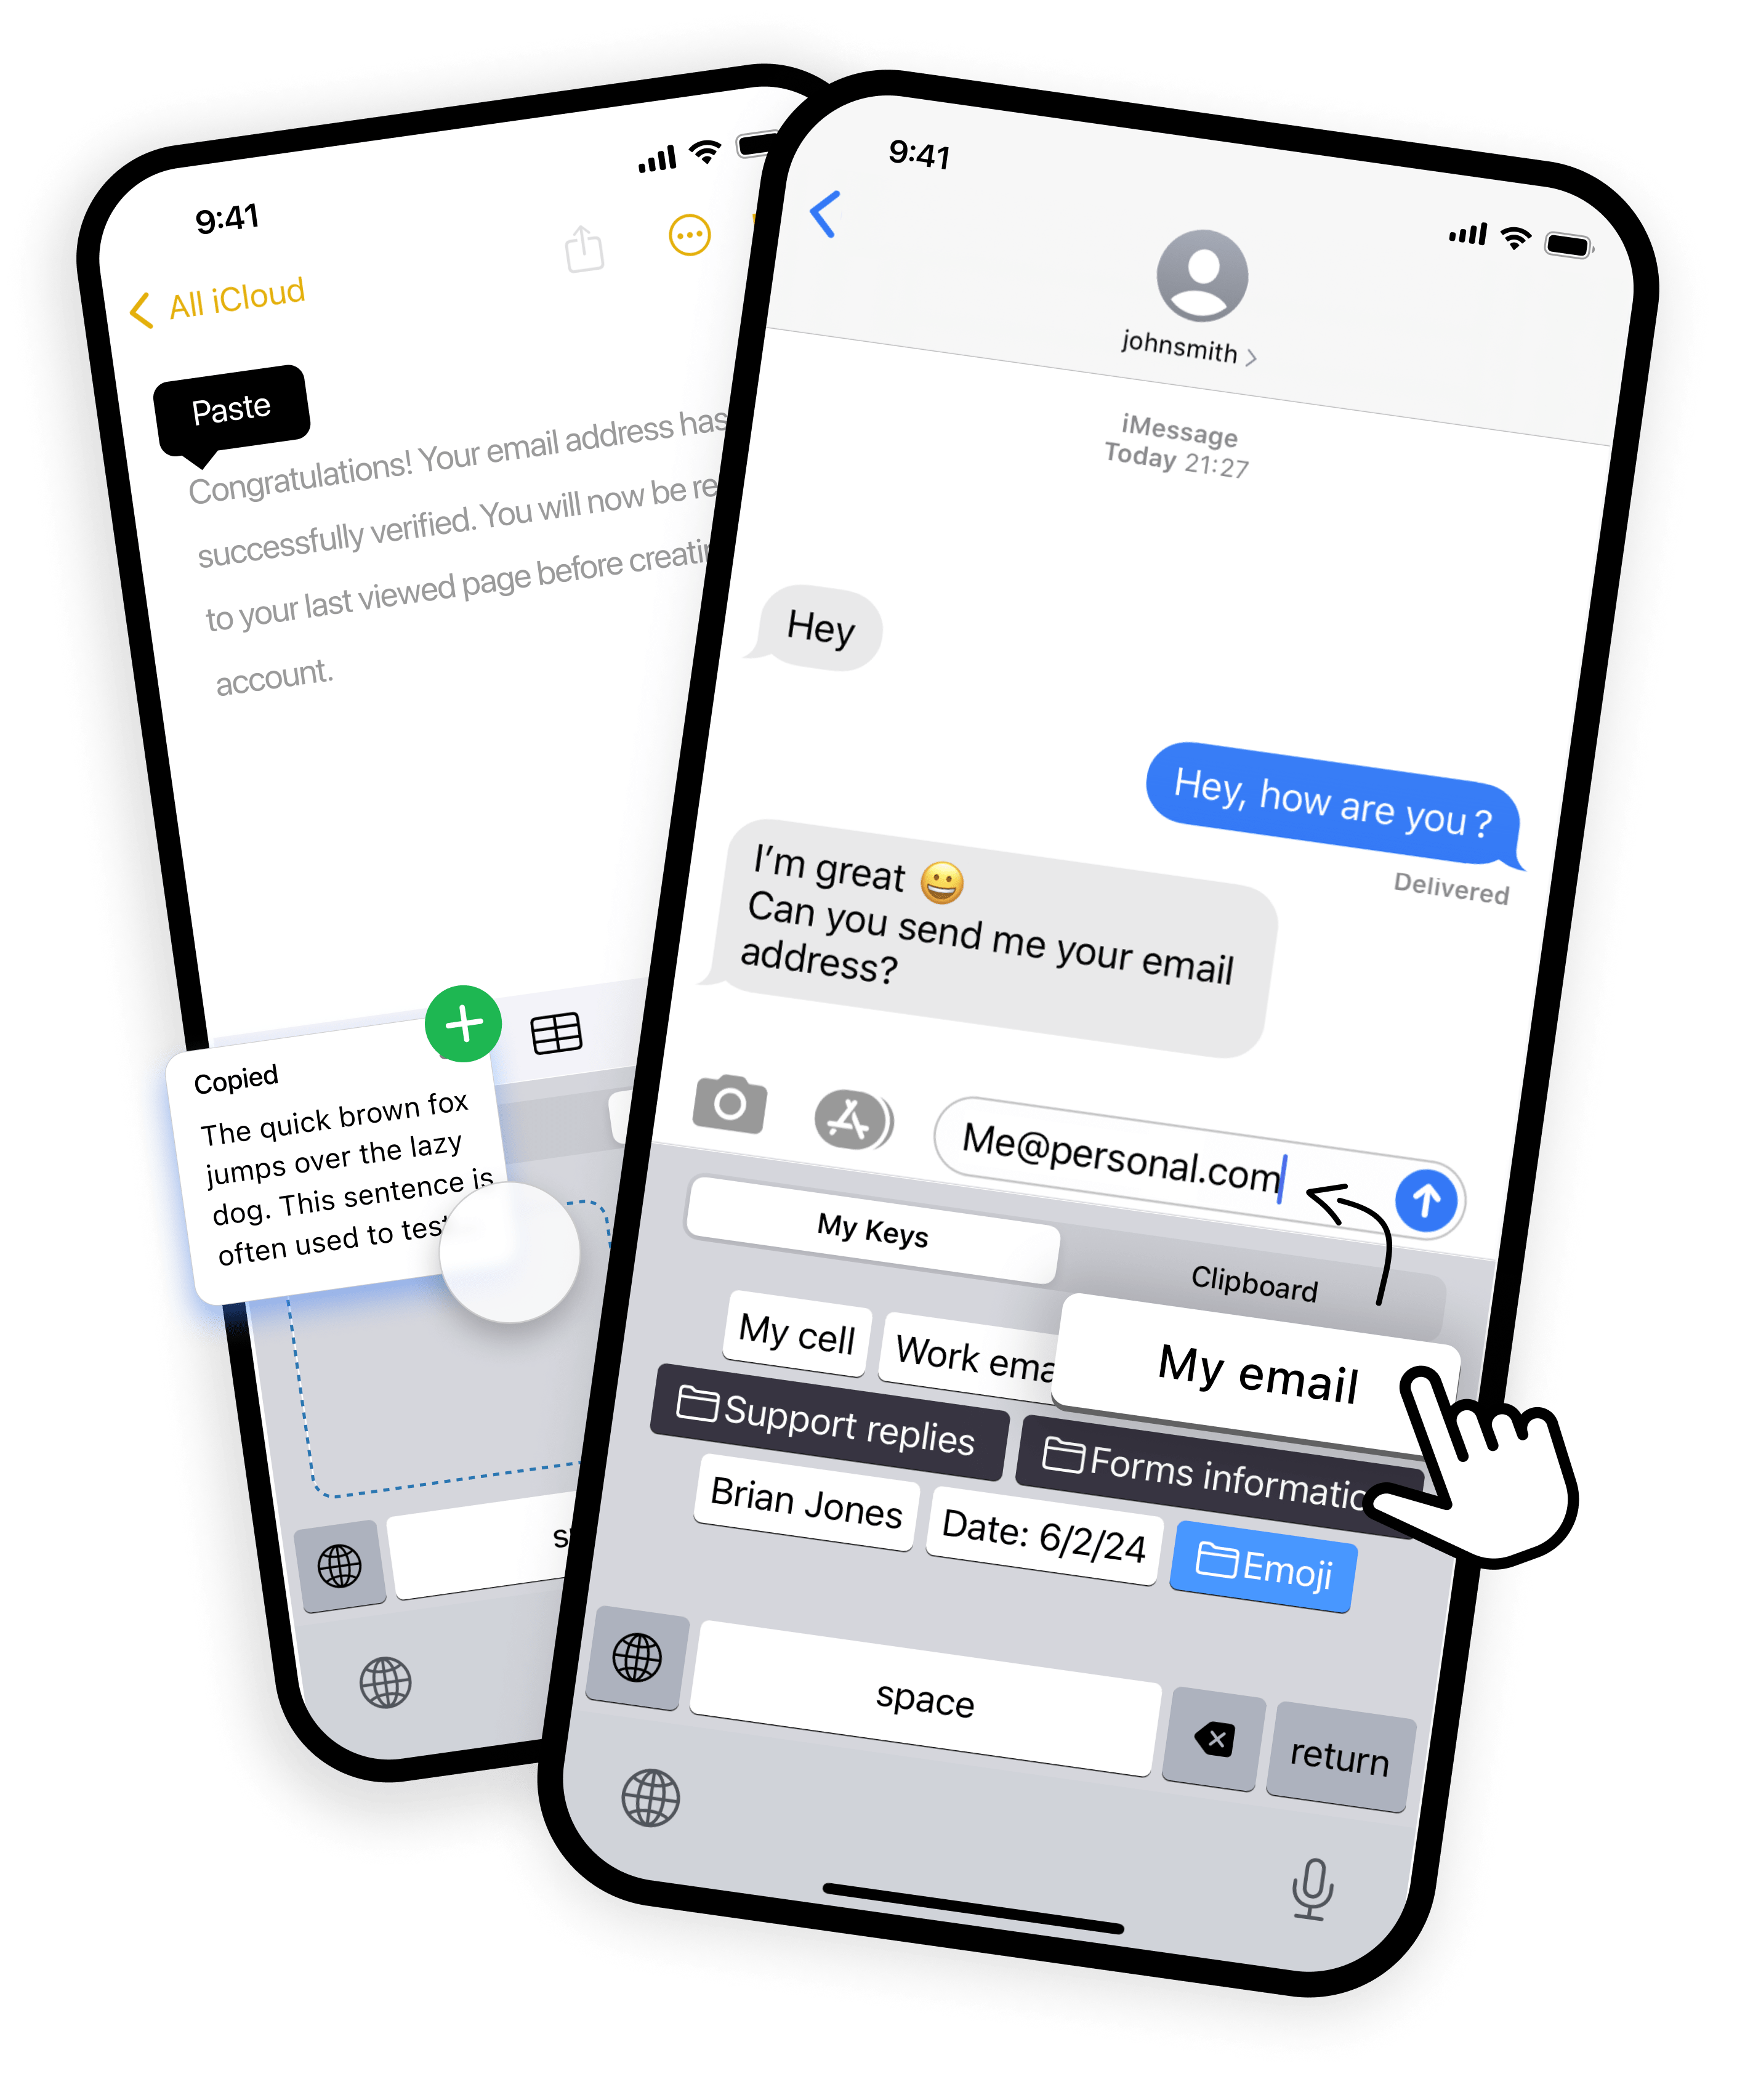 9:41
All iCloud
Paste
Congratulations! Your email address has
successfully verified. You will now be re
to your last viewed page before creatin
account.
Copied
The quick brown fox
jumps over the lazy
dog. This sentence is
often used to test
s
9:41
johnsmith
iMessage
Today 21:27
Hey
Hey, how are you ?
Delivered
I'm great 😀
Can you send me your email
address?
Me@personal.com
My Keys
Clipboard
My cell
Work ema
My email
Support replies
Forms informatio
Brian Jones
Date: 6/2/24
Emoji
space
return